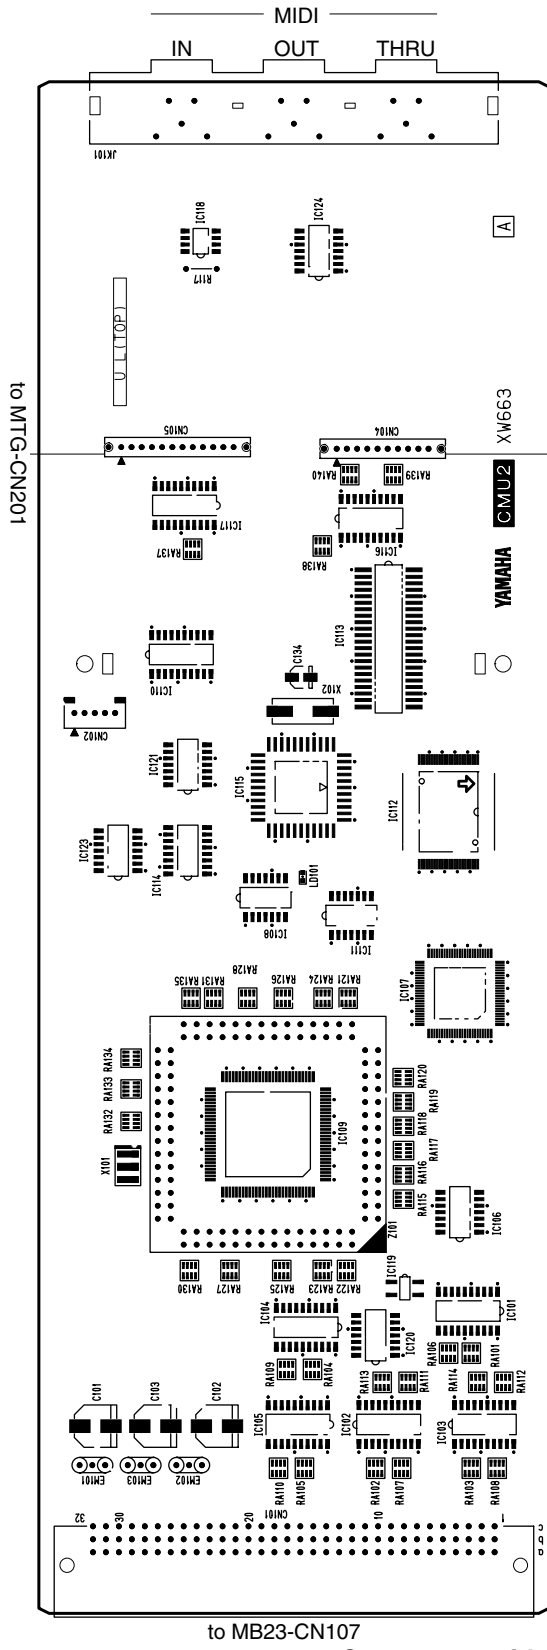 MIDI
IN OUT THRU
JK101
IC118
IC124
R117
A
U L(TOP)
to MTG-CN201
CN105
CN104
XW663
RA140
RA139
CMU2
IC117
IC116
RA137
RA138
YAMAHA
IC113
C134
IC110
X102
CN102
IC121
IC115
IC112
IC123
IC114
LD101
IC108
IC111
RA135
RA131
RA128
RA126
RA124
RA121
IC107
RA134
RA133
RA132
X101
IC109
RA120
RA119
RA118
RA117
RA116
RA115
IC106
Z101
RA130
RA127
RA125
RA123
RA122
IC119
IC104
IC120
IC101
RA109
RA104
RA106
RA101
RA113
RA111
RA114
RA112
C101
C103
C102
IC105
IC102
IC103
EM101
EM103
EM102
RA110
RA105
RA102
RA107
RA103
RA108
CN101
32
30
20
10
1
c
b
a
to MB23-CN107